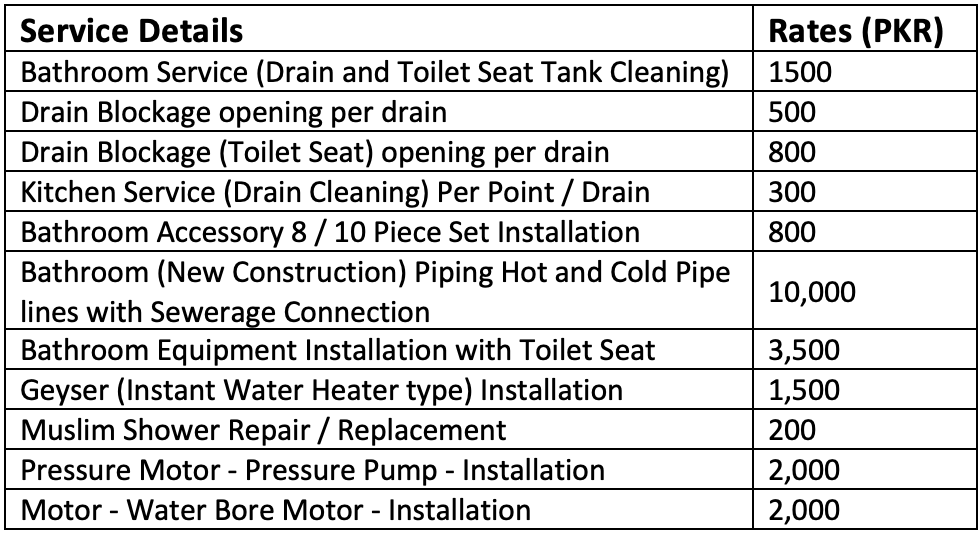 Service Details Rates (PKR)
Bathroom Service (Drain and Toilet Seat Tank Cleaning) 1500
Drain Blockage opening per drain 500
Drain Blockage (Toilet Seat) opening per drain 800
Kitchen Service (Drain Cleaning) Per Point / Drain 300
Bathroom Accessory 8 / 10 Piece Set Installation 800
Bathroom (New Construction) Piping Hot and Cold Pipe
lines with Sewerage Connection 10,000
Bathroom Equipment Installation with Toilet Seat 3,500
Geyser (Instant Water Heater type) Installation 1,500
Muslim Shower Repair / Replacement 200
Pressure Motor - Pressure Pump - Installation 2,000
Motor - Water Bore Motor - Installation 2,000